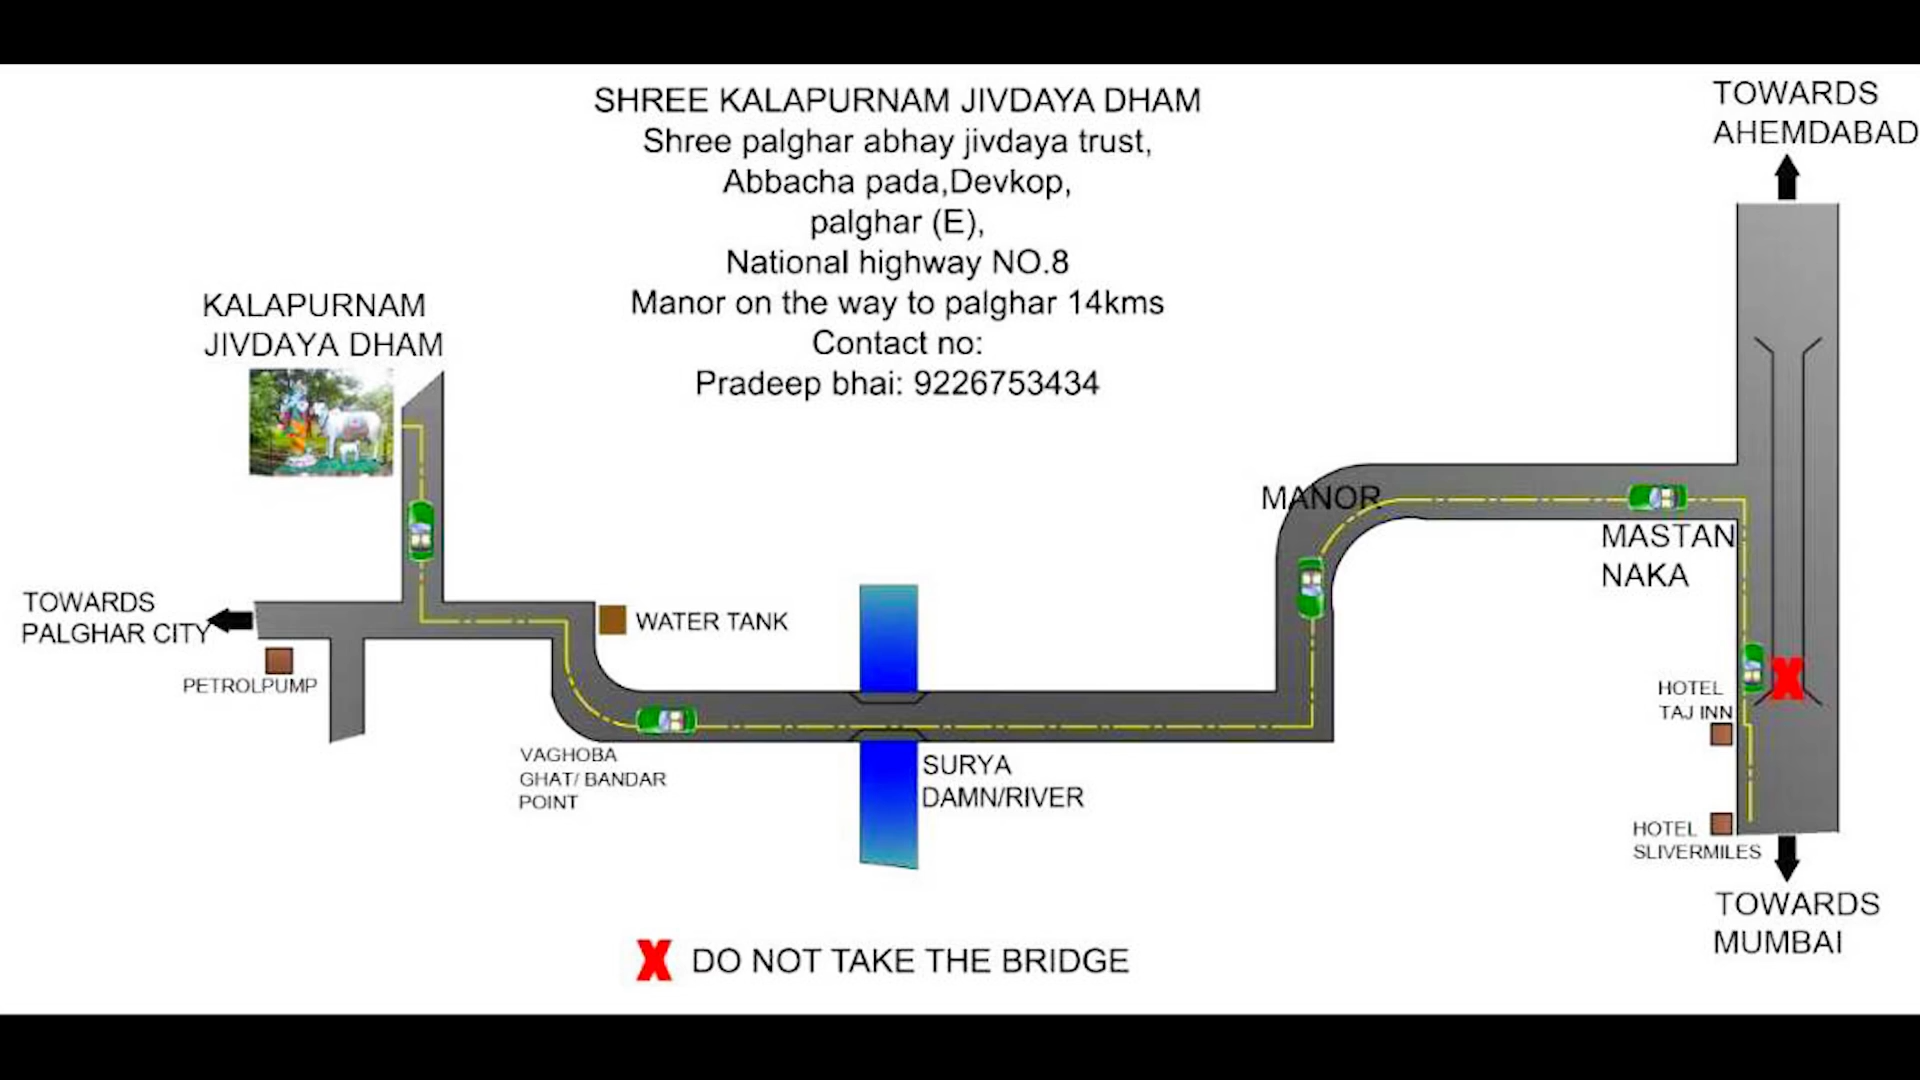 SHREE KALAPURNAM JIVDAYA DHAM
Shree palghar abhay jivdaya trust,
Abbacha pada,Devkop,
palghar (E),
National highway NO.8
Manor on the way to palghar 14kms
Contact no:
Pradeep bhai: 9226753434
TOWARDS
AHEMDABAD
KALAPURNAM
JIVDAYA DHAM
MANOR
MASTAN
NAKA
TOWARDS
PALGHAR CITY
WATER TANK
PETROLPUMP
HOTEL
TAJ INN
X
VAGHOBA
GHAT/ BANDAR
POINT
SURYA
DAMN/RIVER
HOTEL
SLIVERMILES
TOWARDS
MUMBAI
X DO NOT TAKE THE BRIDGE